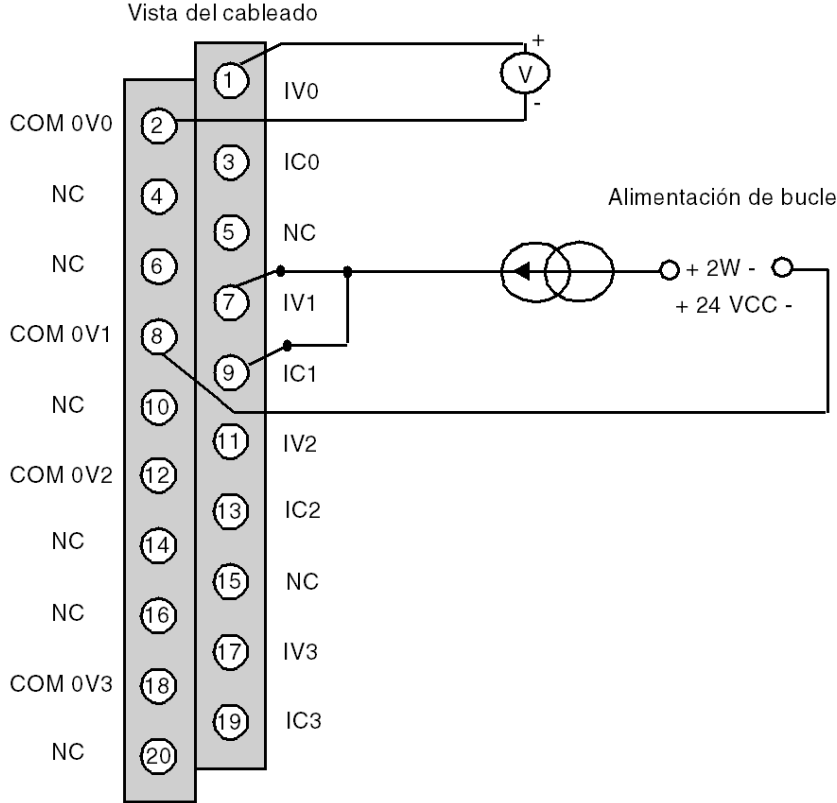 Vista del cableado
+
1
IV0
V
-
COM 0V0
2
3
IC0
NC
4
Alimentación de bucle
5
NC
NC
6
+ 2W -
7
IV1
+ 24 VCC -
COM 0V1
8
9
IC1
NC
10
11
IV2
COM 0V2
12
13
IC2
NC
14
15
NC
NC
16
17
IV3
COM 0V3
18
19
IC3
NC
20